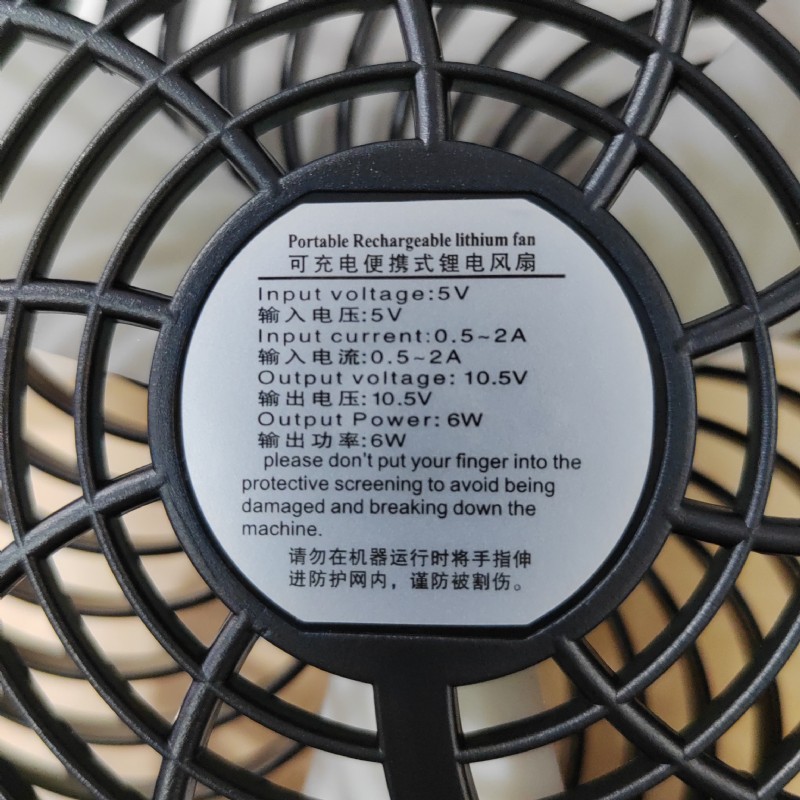 Portable Rechargeable lithium fan
可充电便携式锂电风扇
Input voltage:5V
输入电压:5V
Input current:0.5~2A
输入电流:0.5~2A
Output voltage: 10.5V
输出电压:10.5V
Output Power: 6W
输出功率:6W
please don't put your finger into the
protective screening to avoid being
damaged and breaking down the
machine.
请勿在机器运行时将手指伸
进防护网内，谨防被割伤。